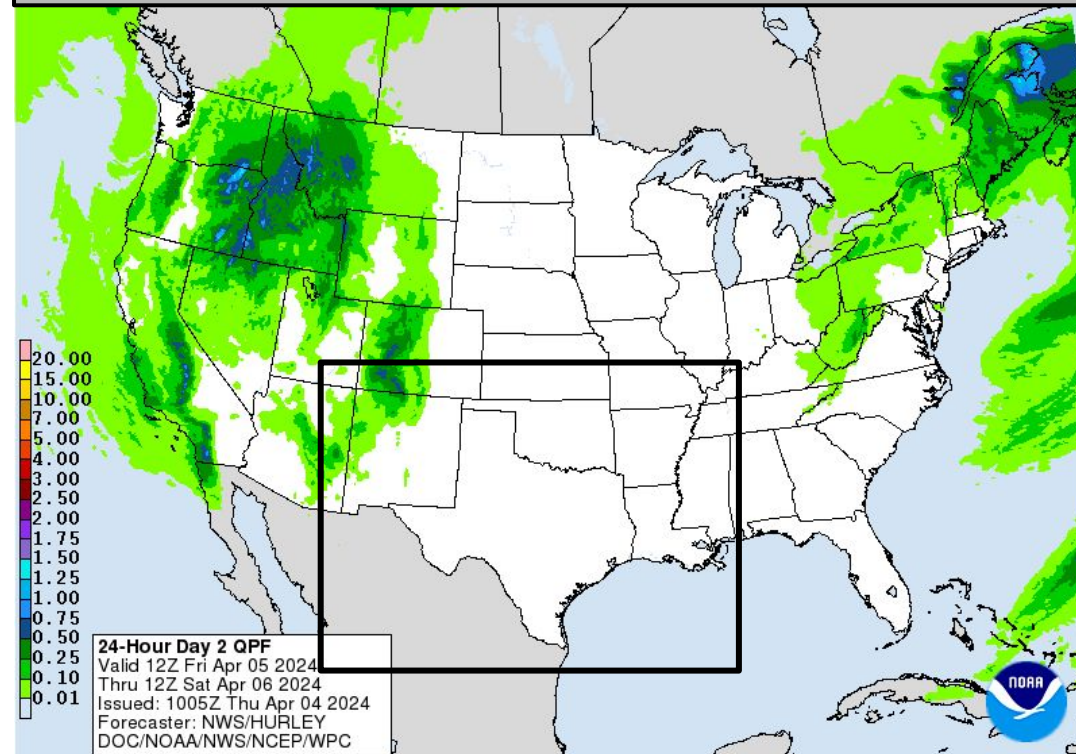 20.00
15.00
10.00
7.00
5.00
4.00
3.00
2.50
2.00
1.75
1.50
1.25
1.00
0.75
0.50
0.25
0.10
0.01
24-Hour Day 2 QPF
Valid 12Z Fri Apr 05 2024
Thru 12Z Sat Apr 06 2024
Issued: 1005Z Thu Apr 04 2024
Forecaster: NWS/HURLEY
DOC/NOAA/NWS/NCEP/WPC
NOAA